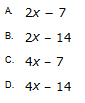 A. 2x – 7
B. 2x – 14
C. 4x – 7
D. 4x – 14